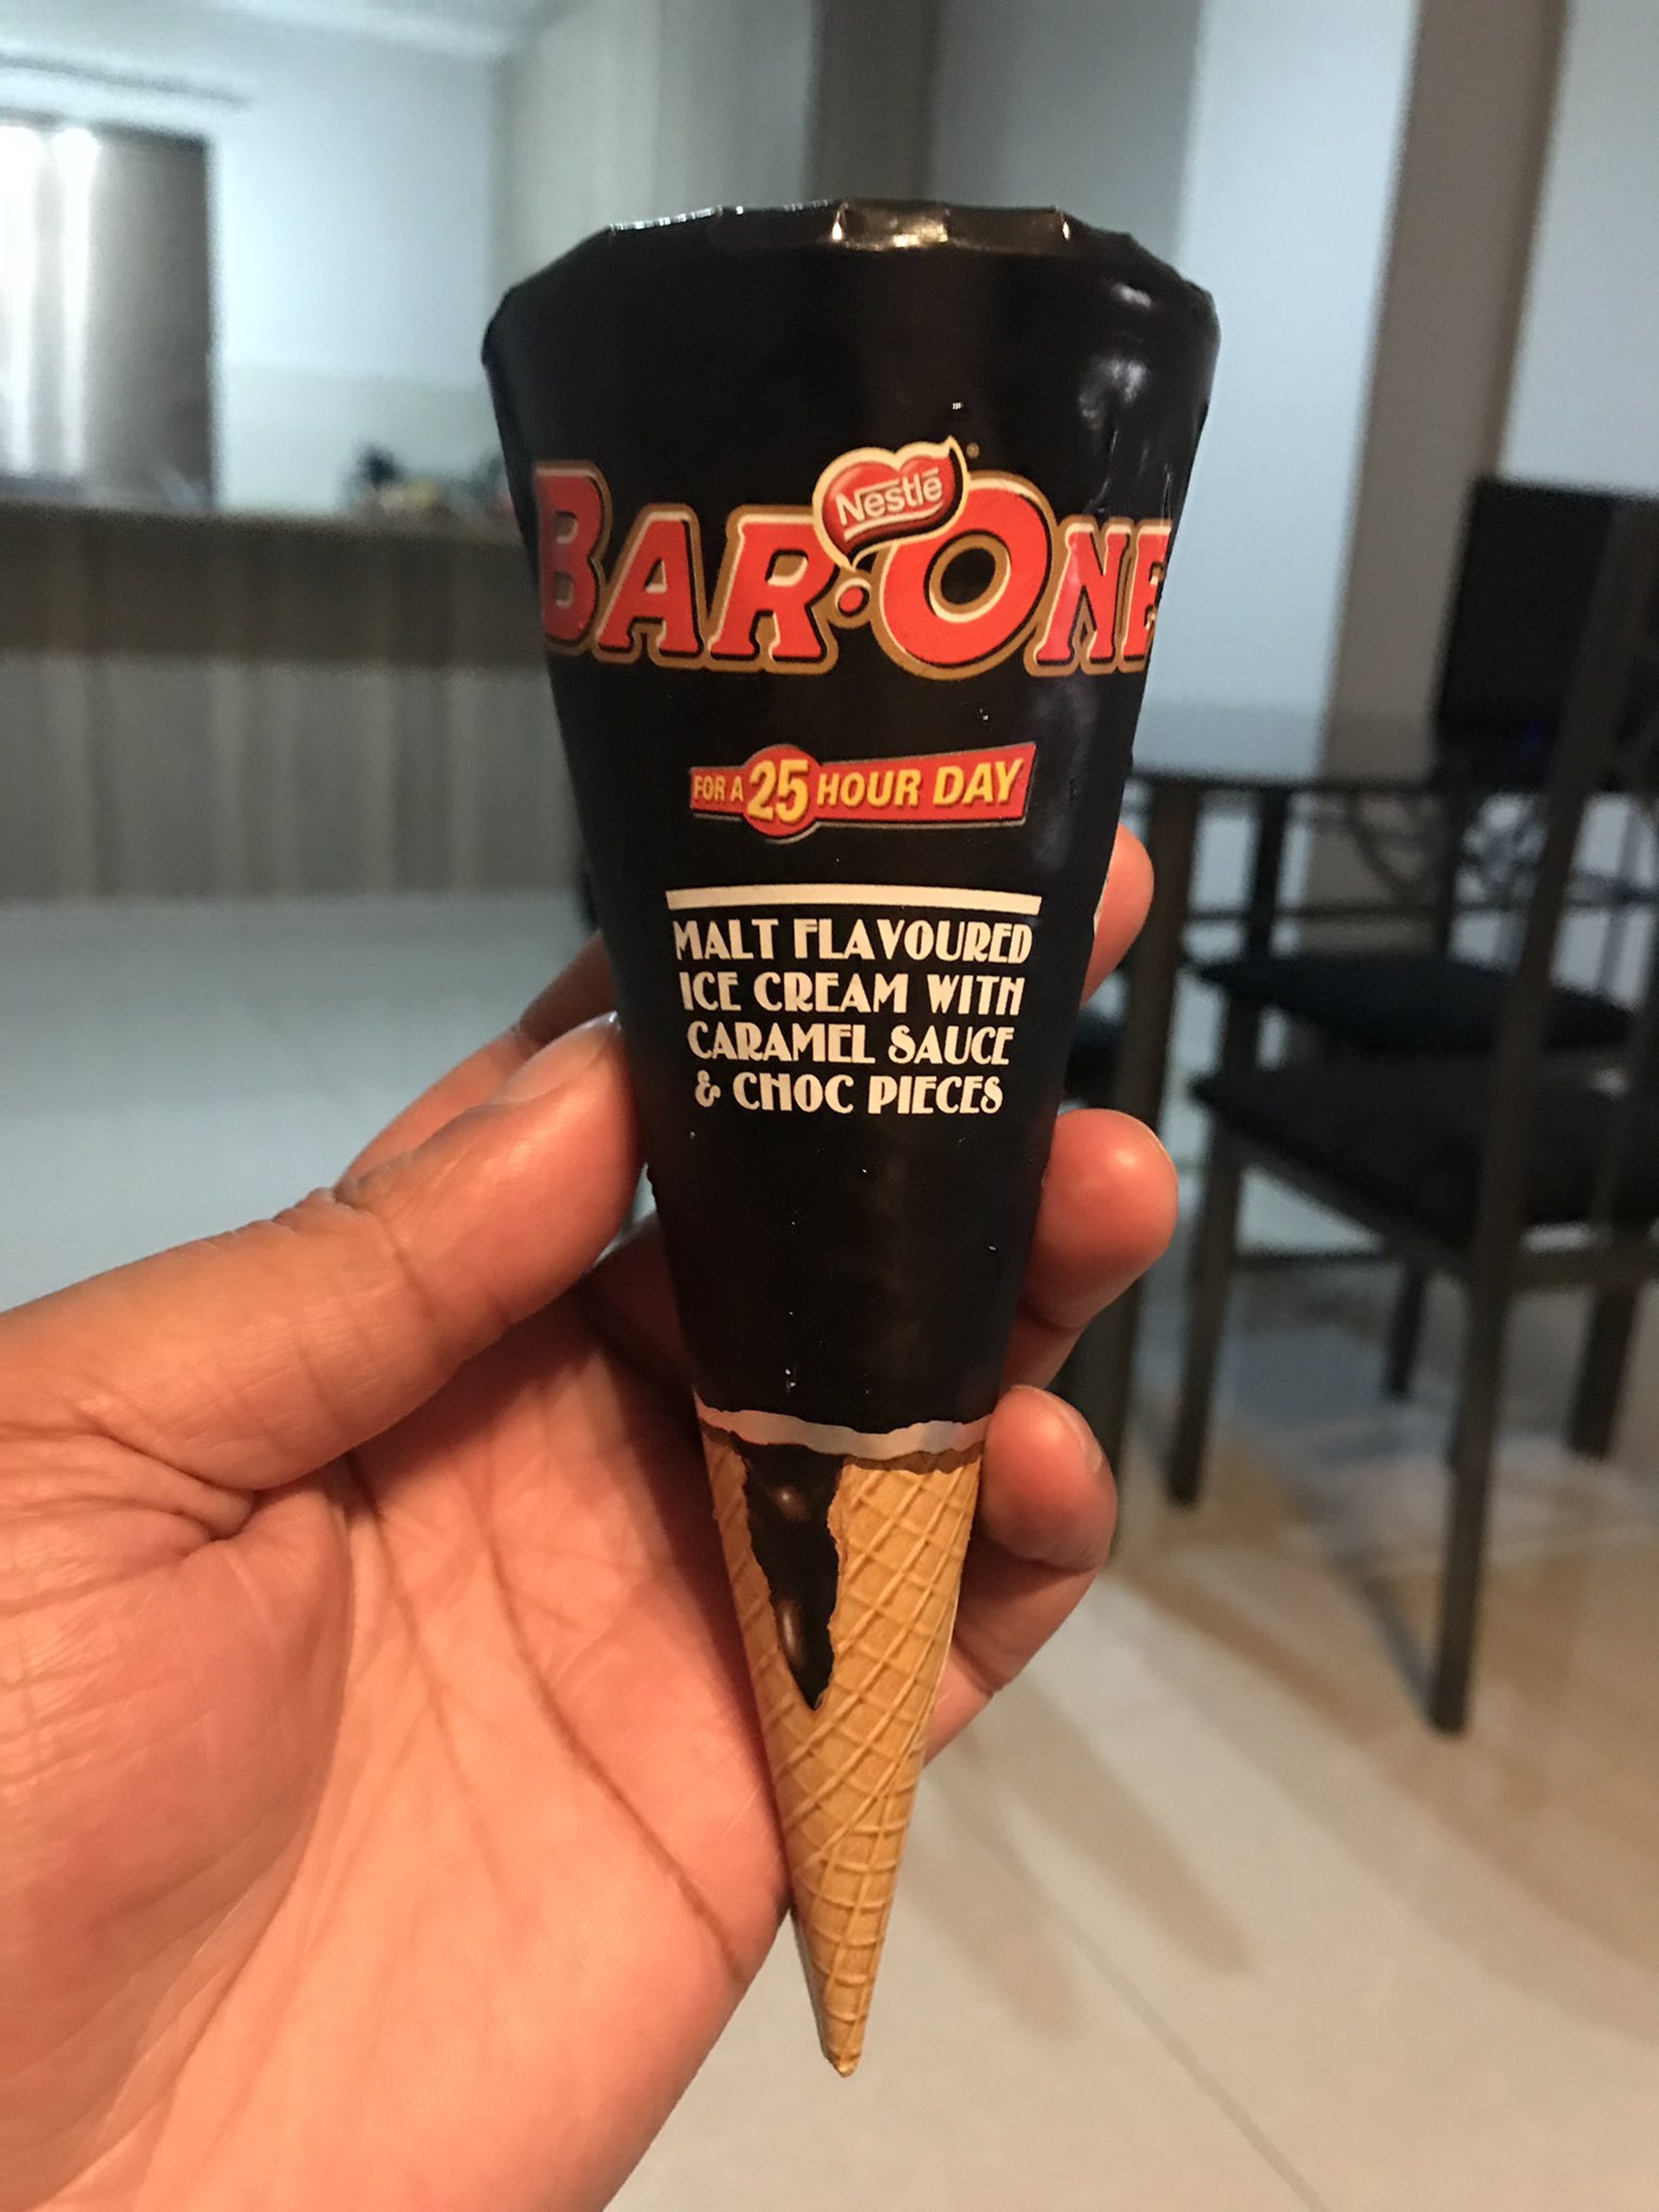 Nestlé
BAR·ONE
FOR A 25 HOUR DAY
MALT FLAVOURED
ICE CREAM WITH
CARAMEL SAUCE
& CHOC PIECES